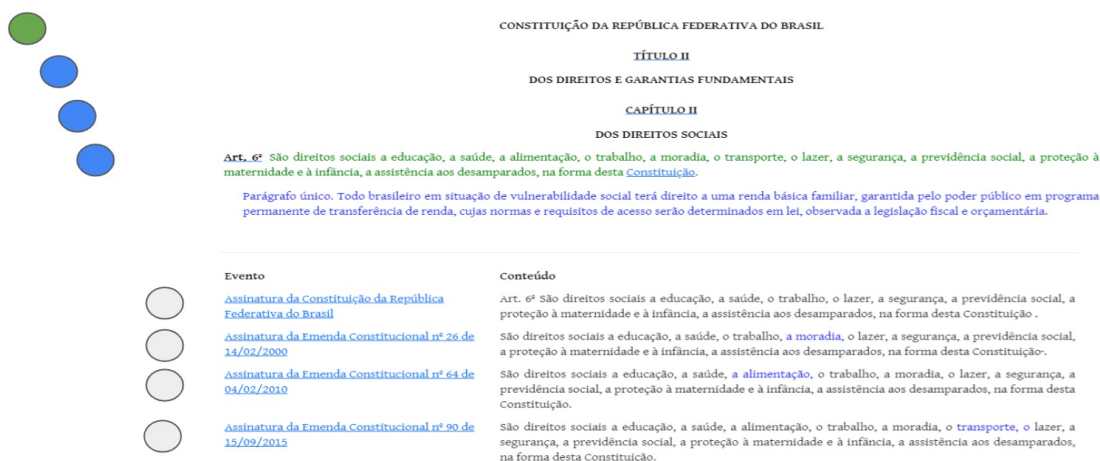 CONSTITUIÇÃO DA REPÚBLICA FEDERATIVA DO BRASIL
TÍTULO II
DOS DIREITOS E GARANTIAS FUNDAMENTAIS
CAPÍTULO II
DOS DIREITOS SOCIAIS
Art. 6º São direitos sociais a educação, a saúde, a alimentação, o trabalho, a moradia, o transporte, o lazer, a segurança, a previdência social, a proteção à
maternidade e à infância, a assistência aos desamparados, na forma desta Constituição.
Parágrafo único. Todo brasileiro em situação de vulnerabilidade social terá direito a uma renda básica familiar, garantida pelo poder público em programa
permanente de transferência de renda, cujas normas e requisitos de acesso serão determinados em lei, observada a legislação fiscal e orçamentária.
Evento Conteúdo
Assinatura da Constituição da República
Federativa do Brasil
Art. 6º São direitos sociais a educação, a saúde, o trabalho, o lazer, a segurança, a previdência social, a
proteção à maternidade e à infância, a assistência aos desamparados, na forma desta Constituição .
Assinatura da Emenda Constitucional nº 26 de
14/02/2000
São direitos sociais a educação, a saúde, o trabalho, a moradia, o lazer, a segurança, a previdência social,
a proteção à maternidade e à infância, a assistência aos desamparados, na forma desta Constituição-.
Assinatura da Emenda Constitucional nº 64 de
04/02/2010
São direitos sociais a educação, a saúde, a alimentação, o trabalho, a moradia, o lazer, a segurança, a
previdência social, a proteção à maternidade e à infância, a assistência aos desamparados, na forma desta
Constituição.
Assinatura da Emenda Constitucional nº 90 de
15/09/2015
São direitos sociais a educação, a saúde, a alimentação, o trabalho, a moradia, o transporte, o lazer, a
segurança, a previdência social, a proteção à maternidade e à infância, a assistência aos desamparados,
na forma desta Constituição.